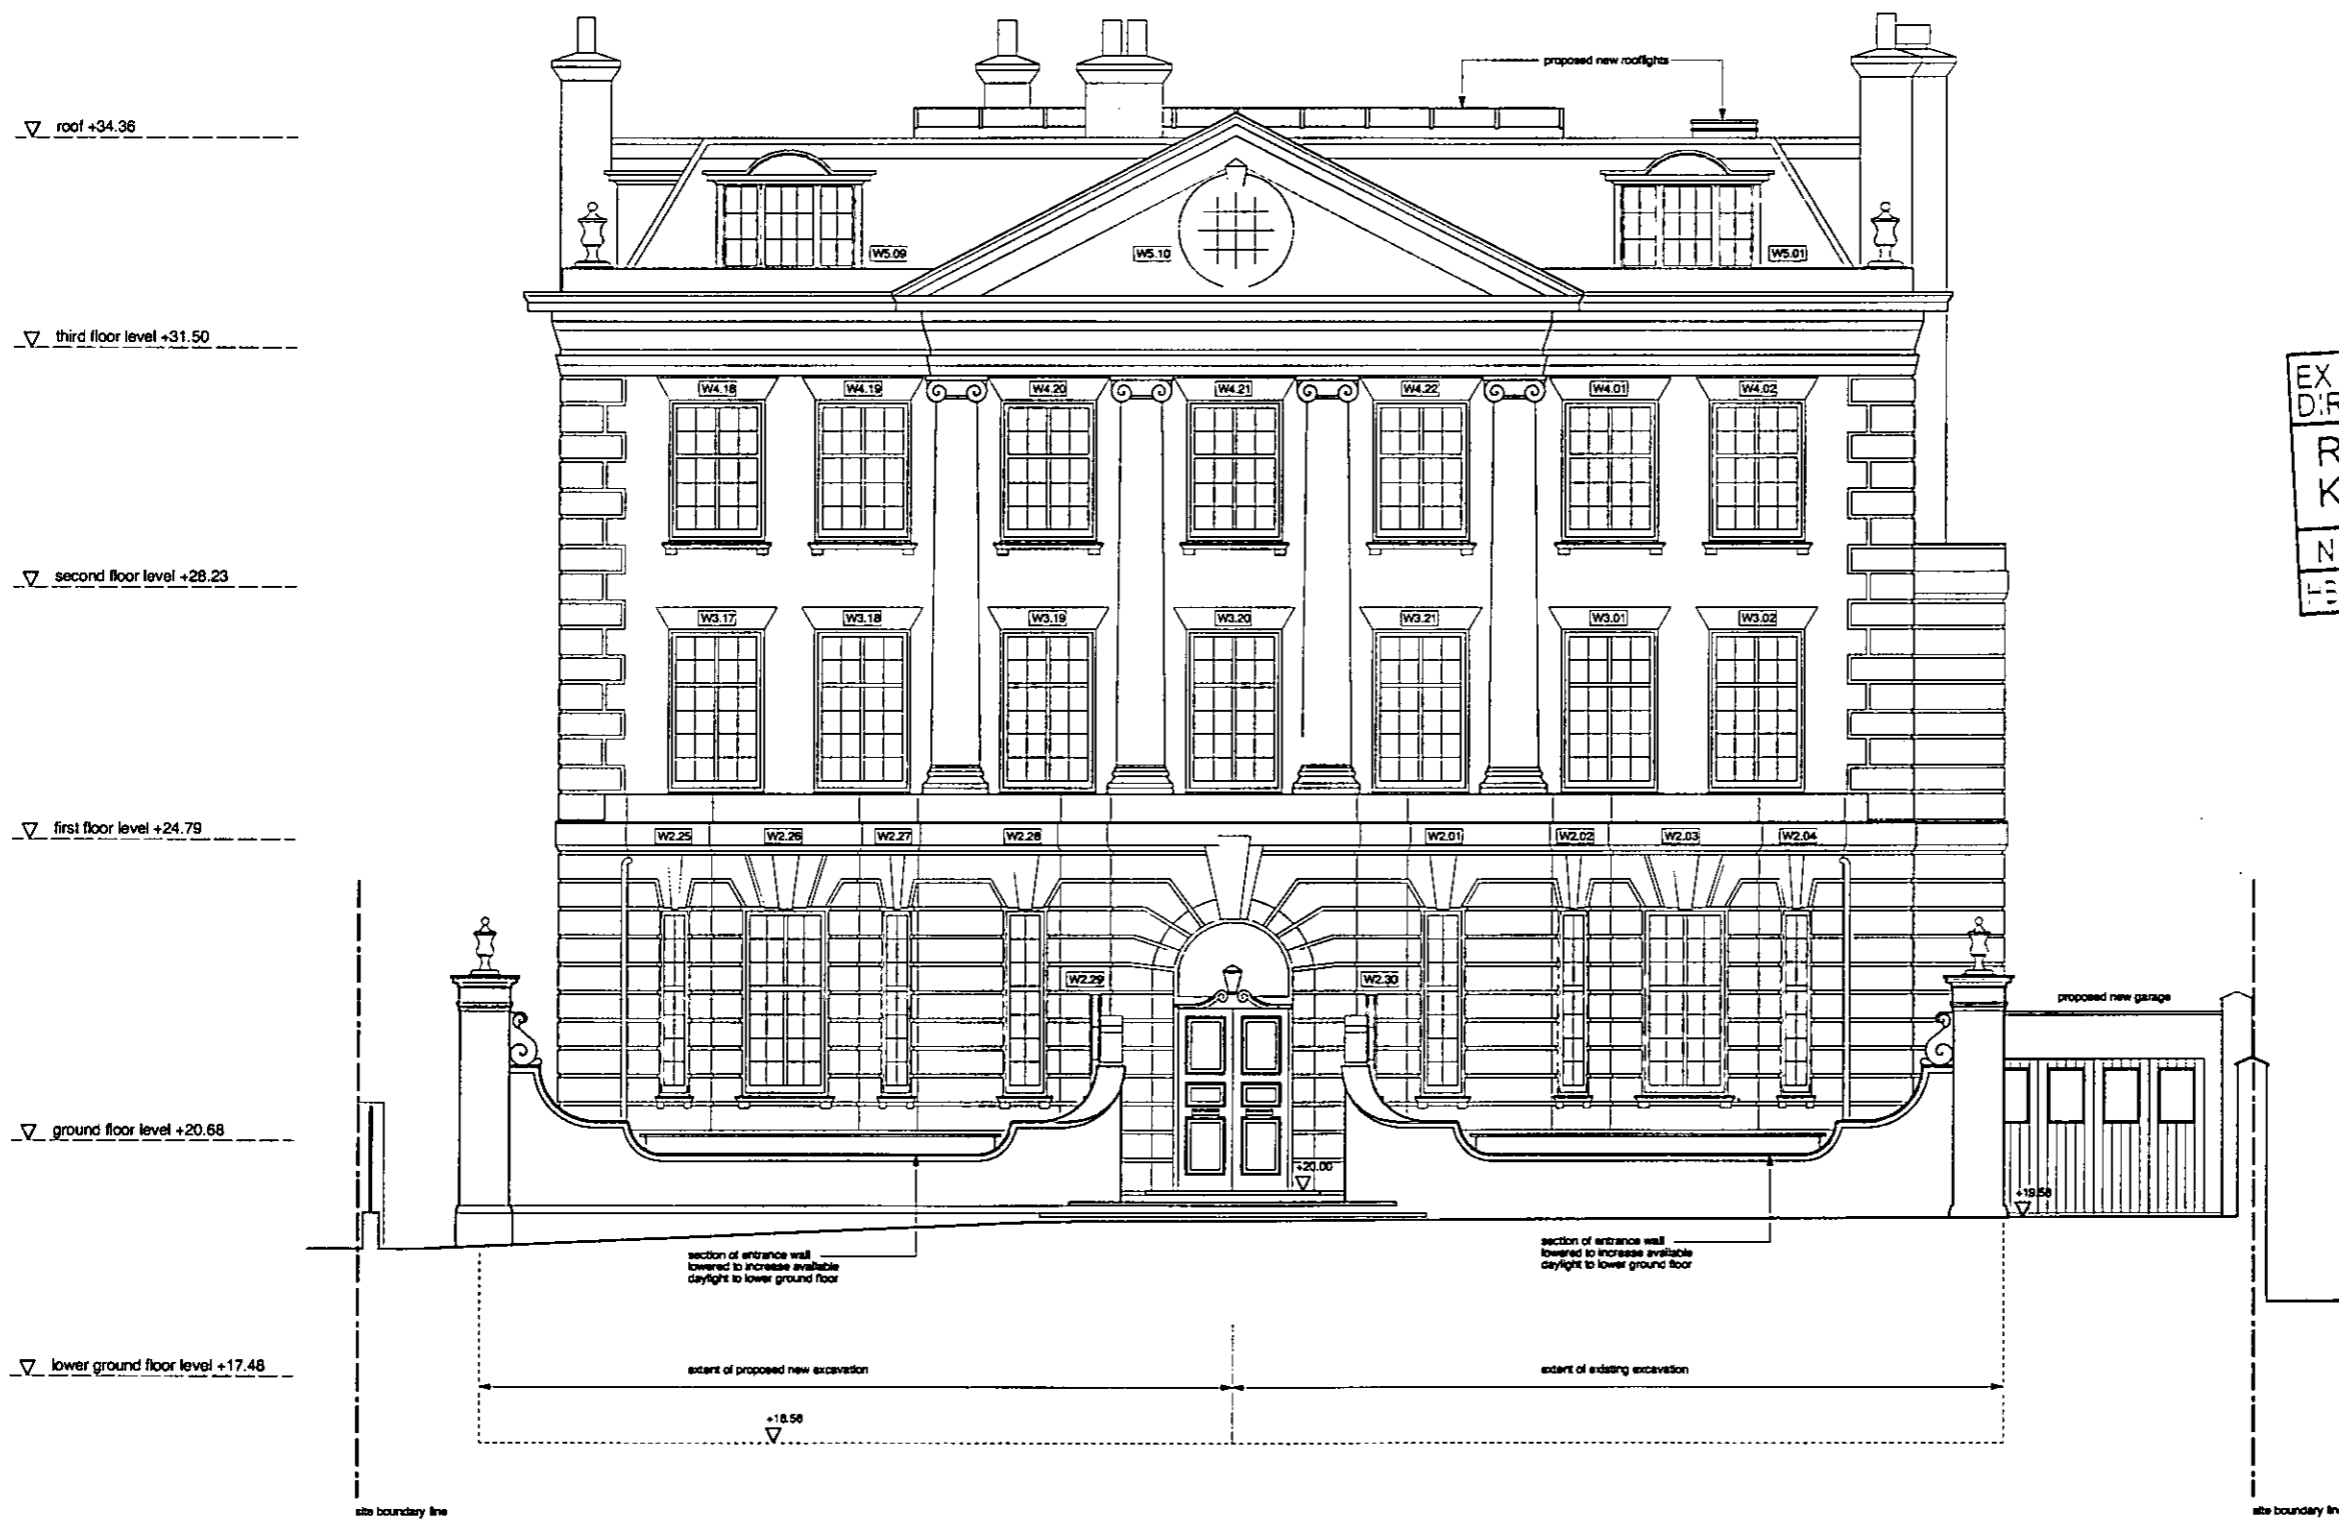 proposed new rooflights
roof +34.36
W5.09
W5.10
W5.01
third floor level +31.50
W4.18
W4.19
W4.20
W4.21
W4.22
W4.01
W4.02
EX
DIR
R
K
N
second floor level +28.23
W3.17
W3.18
W3.19
W3.20
W3.21
W3.01
W3.02
first floor level +24.79
W2.25
W2.26
W2.27
W2.28
W2.01
W2.02
W2.03
W2.04
W2.29
W2.30
proposed new garage
ground floor level +20.68
+20.00
+19.58
section of entrance wall
lowered to increase available
daylight to lower ground floor
section of entrance wall
lowered to increase available
daylight to lower ground floor
lower ground floor level +17.48
extent of proposed new excavation
extent of existing excavation
site boundary line
site boundary lin